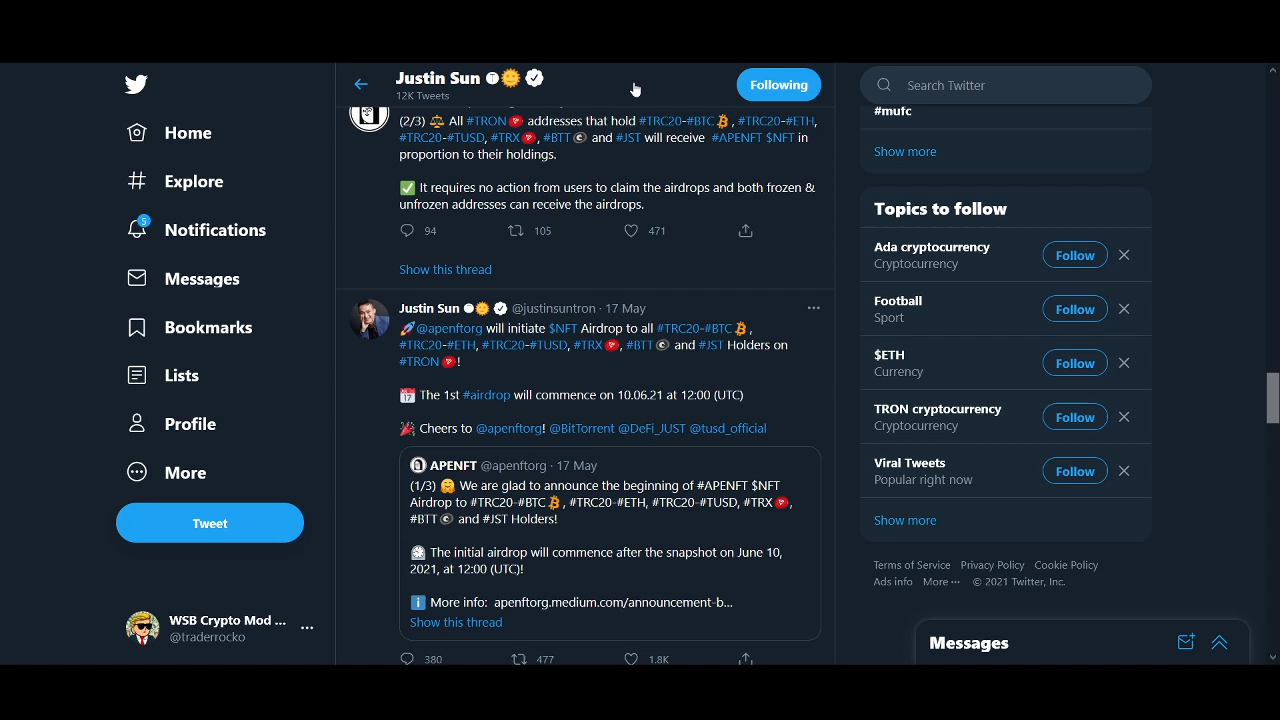 Home
Explore
5
Notifications
Messages
Bookmarks
Lists
Profile
More
Tweet
WSB Crypto Mod ...
@traderrocko
Justin Sun
12K Tweets
Following
(2/3) ⚖️ All #TRON addresses that hold #TRC20-#BTC, #TRC20-#ETH,
#TRC20-#TUSD, #TRX, #BTT and #JST will receive #APENFT $NFT in
proportion to their holdings.
✅ It requires no action from users to claim the airdrops and both frozen &
unfrozen addresses can receive the airdrops.
94 105 471
Show this thread
Justin Sun @justinsuntron · 17 May
🚀@apenftorg will initiate $NFT Airdrop to all #TRC20-#BTC,
#TRC20-#ETH, #TRC20-#TUSD, #TRX, #BTT and #JST Holders on
#TRON!
📅 The 1st #airdrop will commence on 10.06.21 at 12:00 (UTC)
🎉 Cheers to @apenftorg! @BitTorrent @DeFi_JUST @tusd_official
APENFT @apenftorg · 17 May
(1/3) 🤗 We are glad to announce the beginning of #APENFT $NFT
Airdrop to #TRC20-#BTC, #TRC20-#ETH, #TRC20-#TUSD, #TRX,
#BTT and #JST Holders!
The initial airdrop will commence after the snapshot on June 10,
2021, at 12:00 (UTC)!
ℹ️ More info: apenftorg.medium.com/announcement-b...
Show this thread
380 477 1.8K
Search Twitter
#mufc
Show more
Topics to follow
Ada cryptocurrency
Cryptocurrency
Follow
Football
Sport
Follow
$ETH
Currency
Follow
TRON cryptocurrency
Cryptocurrency
Follow
Viral Tweets
Popular right now
Follow
Show more
Terms of Service Privacy Policy Cookie Policy
Ads info More ··· © 2021 Twitter, Inc.
Messages